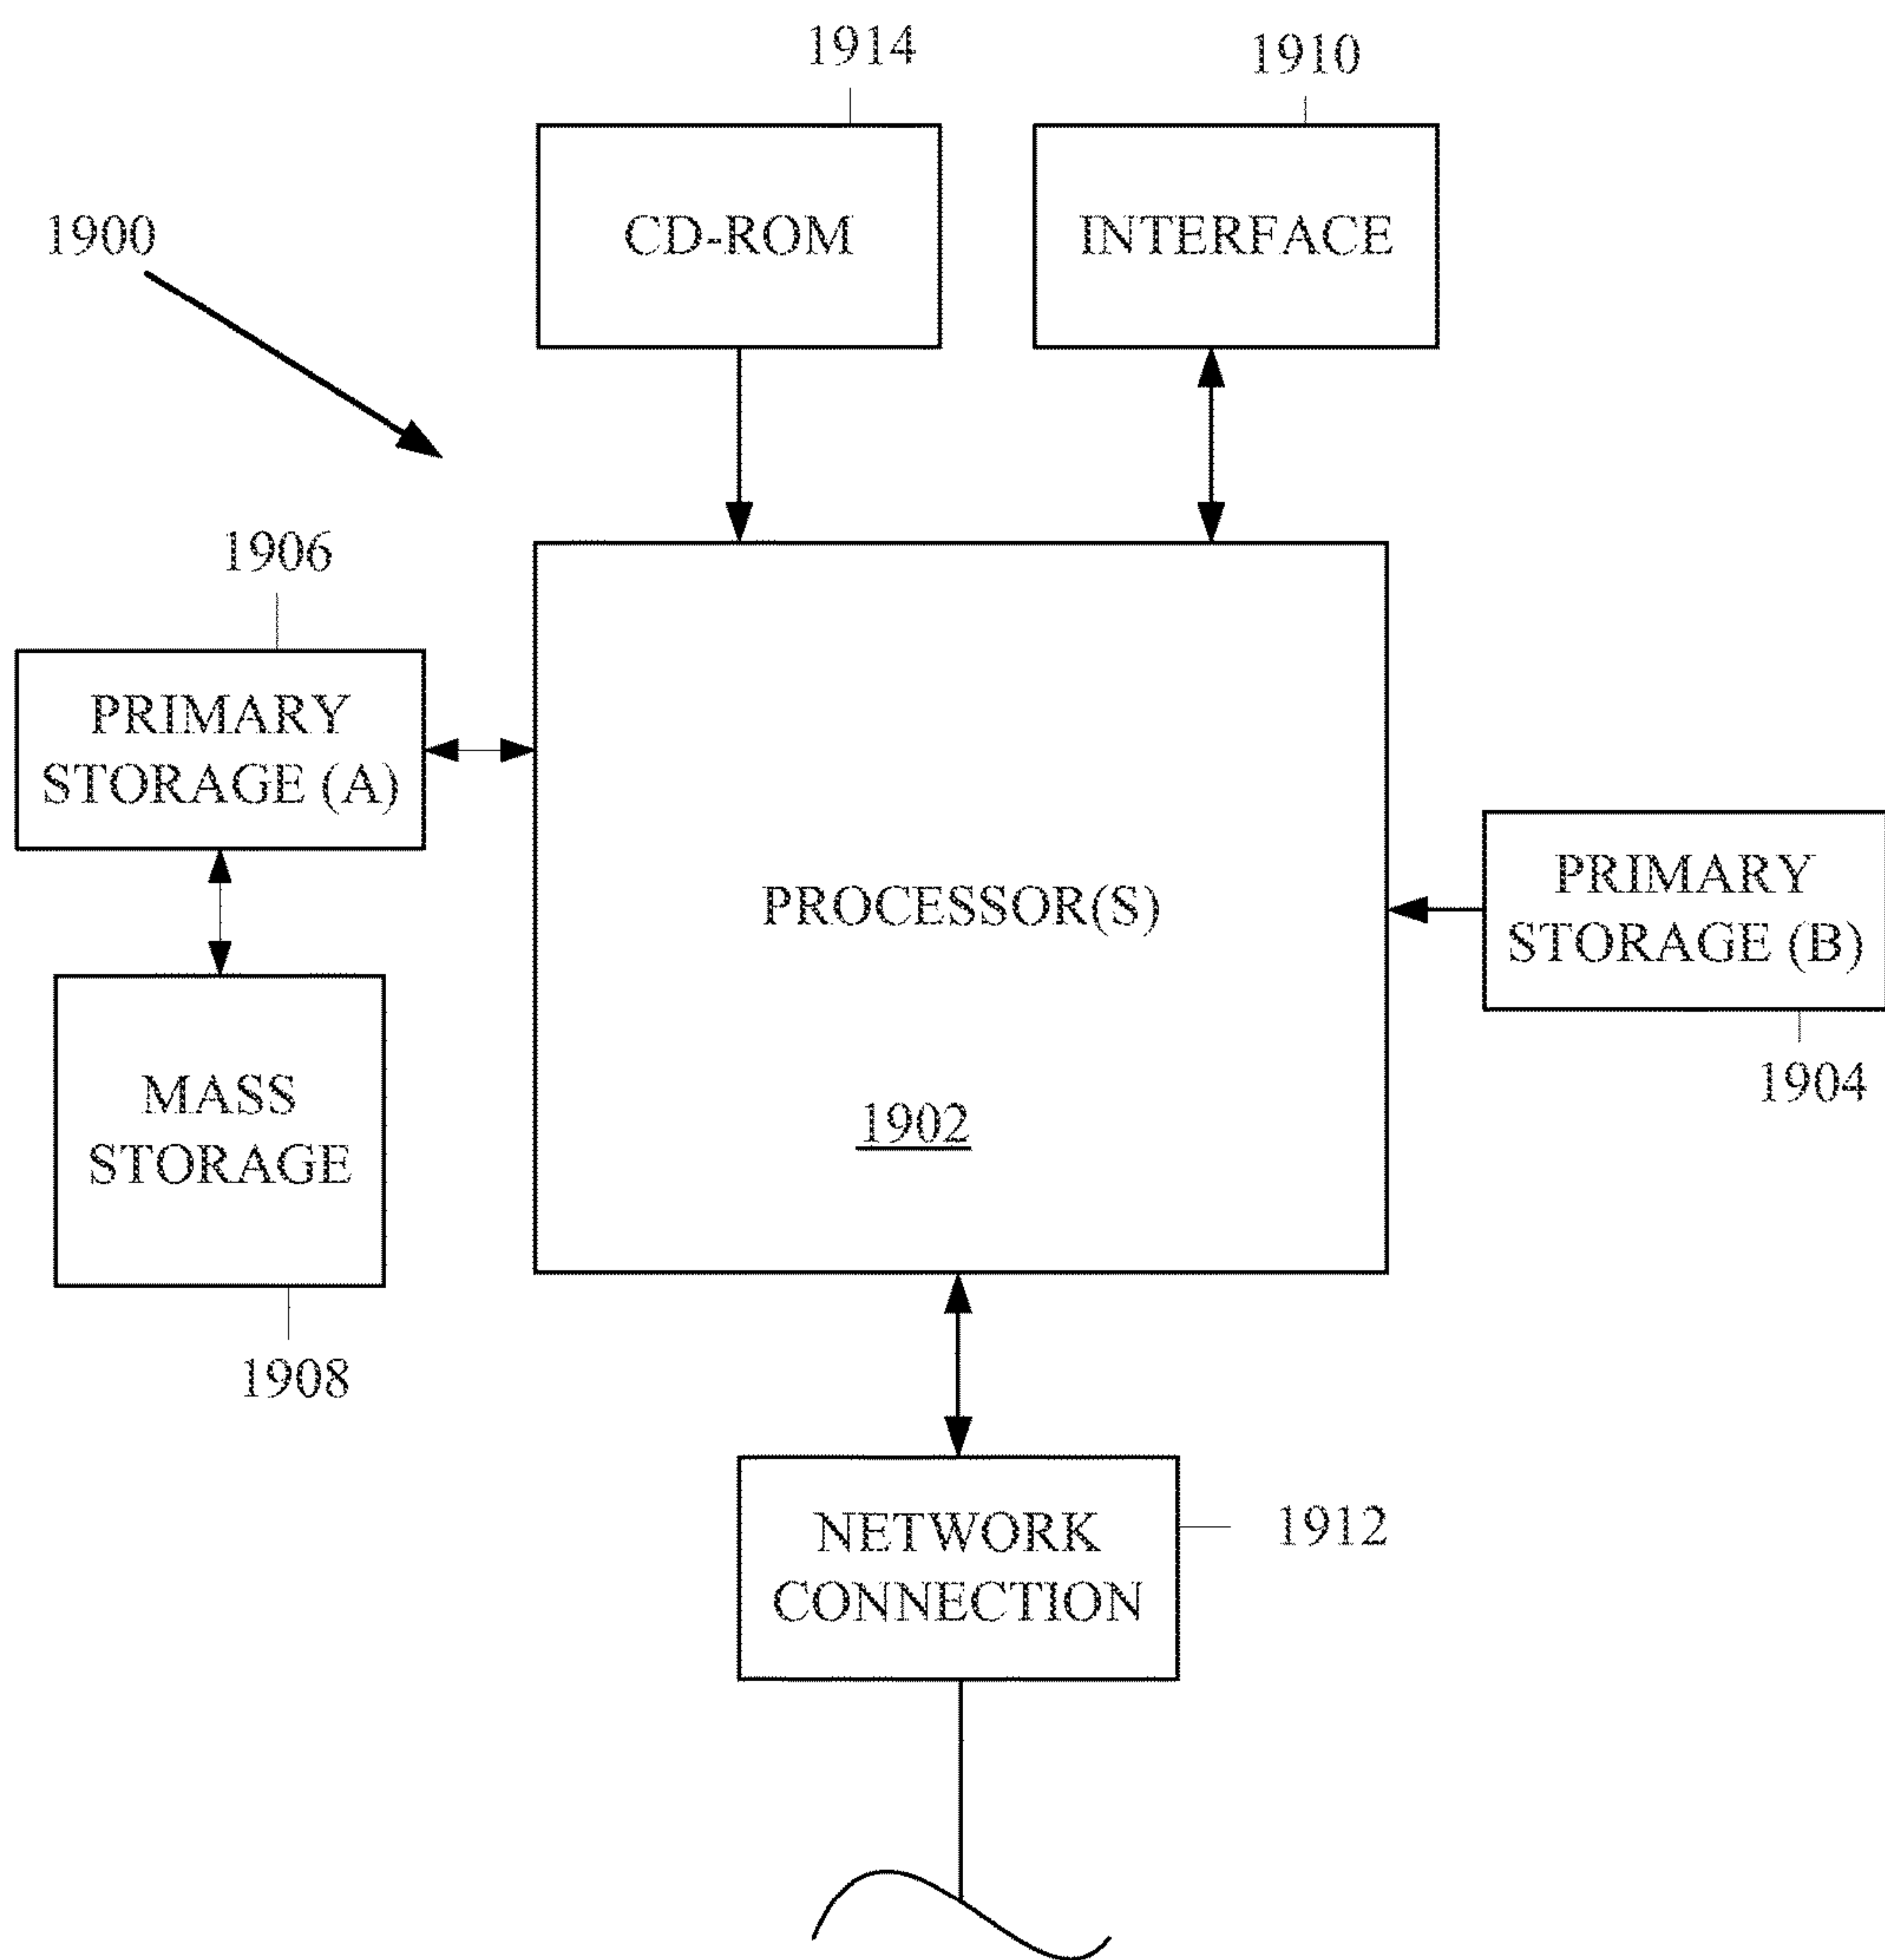 1914
1910
CD-ROM
INTERFACE
1900
1906
PRIMARY
STORAGE (A)
PROCESSOR(S)
PRIMARY
STORAGE (B)
1904
MASS
STORAGE
1902
1908
NETWORK
CONNECTION
1912